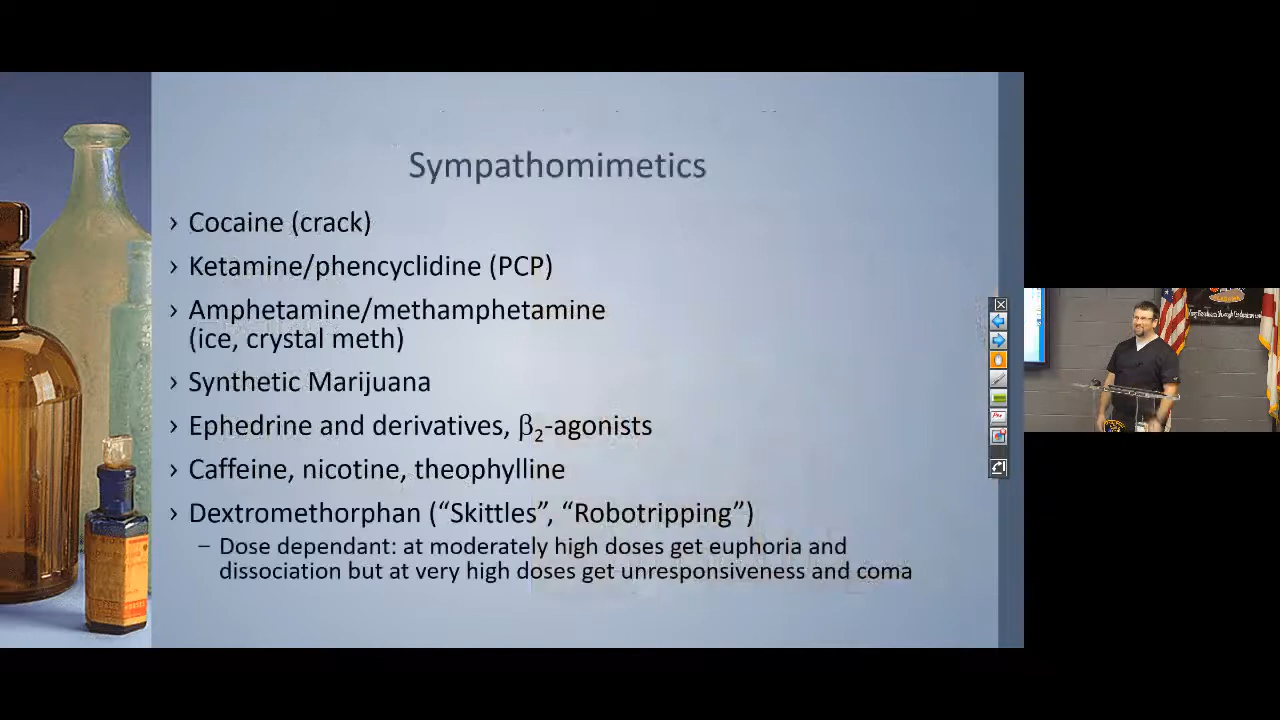 Sympathomimetics
› Cocaine (crack)
› Ketamine/phencyclidine (PCP)
› Amphetamine/methamphetamine
(ice, crystal meth)
› Synthetic Marijuana
› Ephedrine and derivatives, β₂-agonists
› Caffeine, nicotine, theophylline
› Dextromethorphan (“Skittles”, “Robotripping”)
– Dose dependant: at moderately high doses get euphoria and
dissociation but at very high doses get unresponsiveness and coma